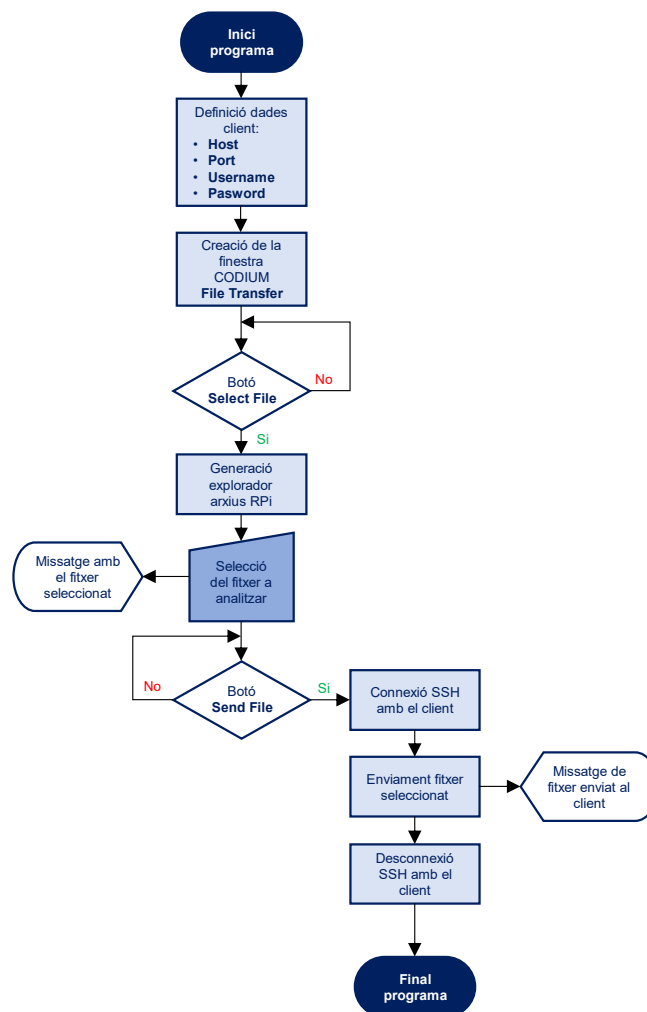 Inici
programa
Definició dades
client:
• Host
• Port
• Username
• Pasword
Creació de la
finestra
CODIUM
File Transfer
Botó
Select File
No
Si
Generació
explorador
arxius RPi
Missatge amb
el fitxer
seleccionat
Selecció
del fitxer a
analitzar
No
Botó
Send File
Si
Connexió SSH
amb el client
Enviament fitxer
seleccionat
Missatge de
fitxer enviat al
client
Desconnexió
SSH amb el
client
Final
programa